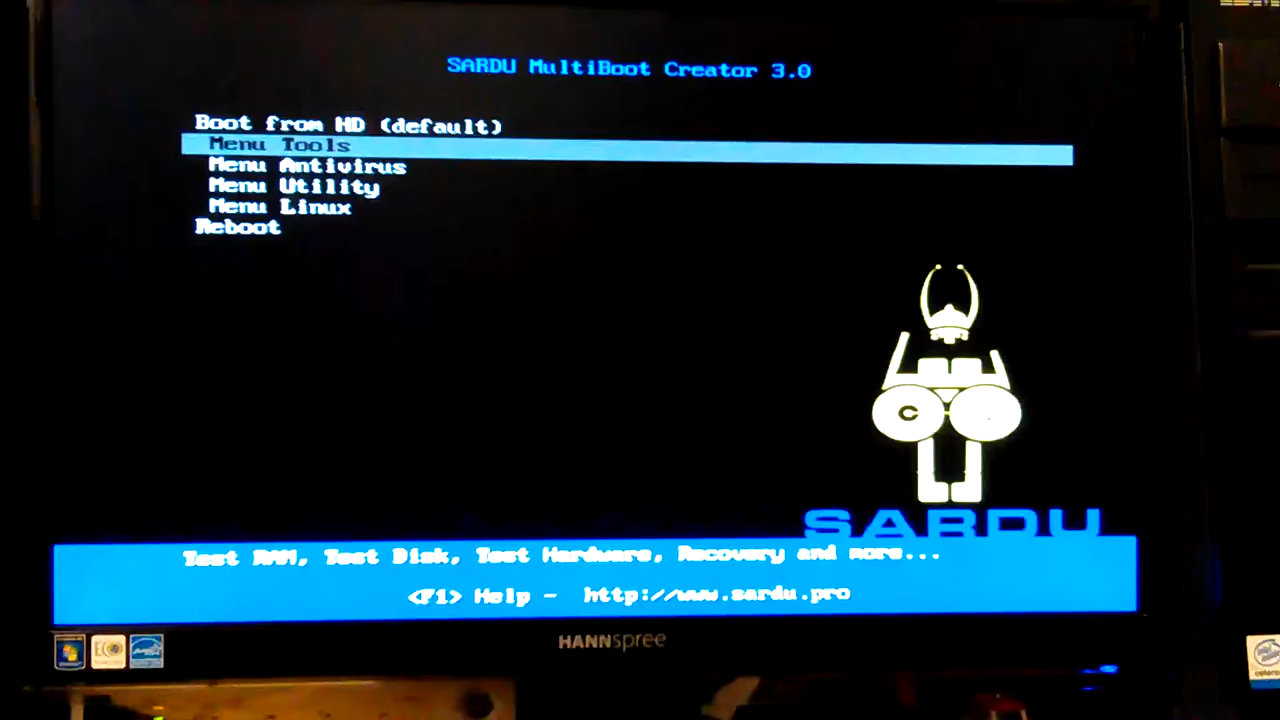 SARDU MultiBoot Creator 3.0
Boot from HD (default)
Menu Tools
Menu Antivirus
Menu Utility
Menu Linux
Reboot
SARDU
Test RAM, Test Disk, Test Hardware, Recovery and more...
<F1> Help - http://www.sardu.pro
HANNspree